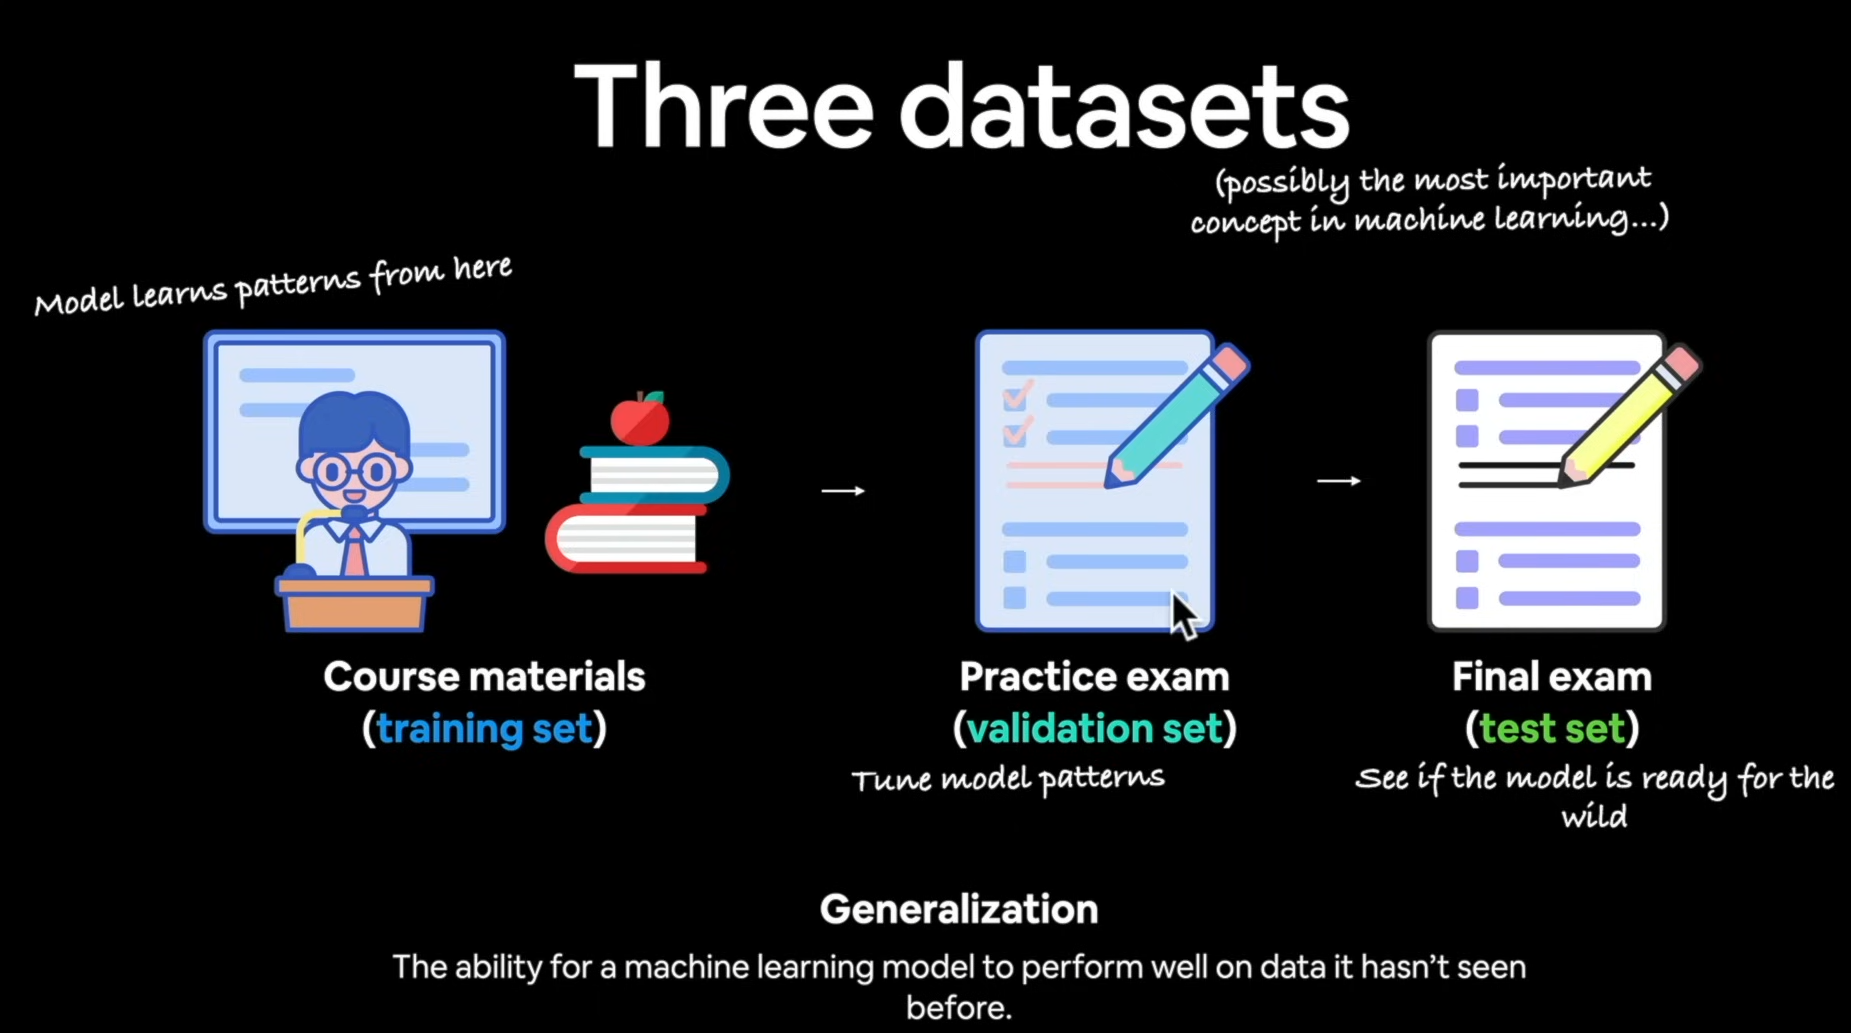 Three datasets
(possibly the most important
concept in machine learning...)
Model learns patterns from here
Course materials
(training set)
Practice exam
(validation set)
Tune model patterns
Final exam
(test set)
See if the model is ready for the
wild
Generalization
The ability for a machine learning model to perform well on data it hasn’t seen
before.